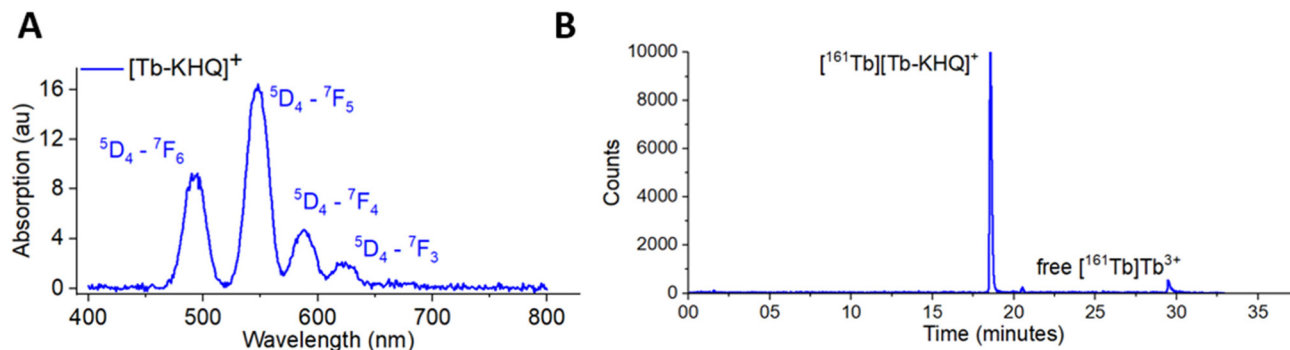 A
[Tb-KHQ]⁺
⁵D₄ - ⁷F₅
⁵D₄ - ⁷F₆
⁵D₄ - ⁷F₄
⁵D₄ - ⁷F₃
Absorption (au)
16
12
8
4
0
400 500 600 700 800
Wavelength (nm)
B
[¹⁶¹Tb][Tb-KHQ]⁺
free [¹⁶¹Tb]Tb³⁺
Counts
10000
8000
6000
4000
2000
0
00 05 10 15 20 25 30 35
Time (minutes)